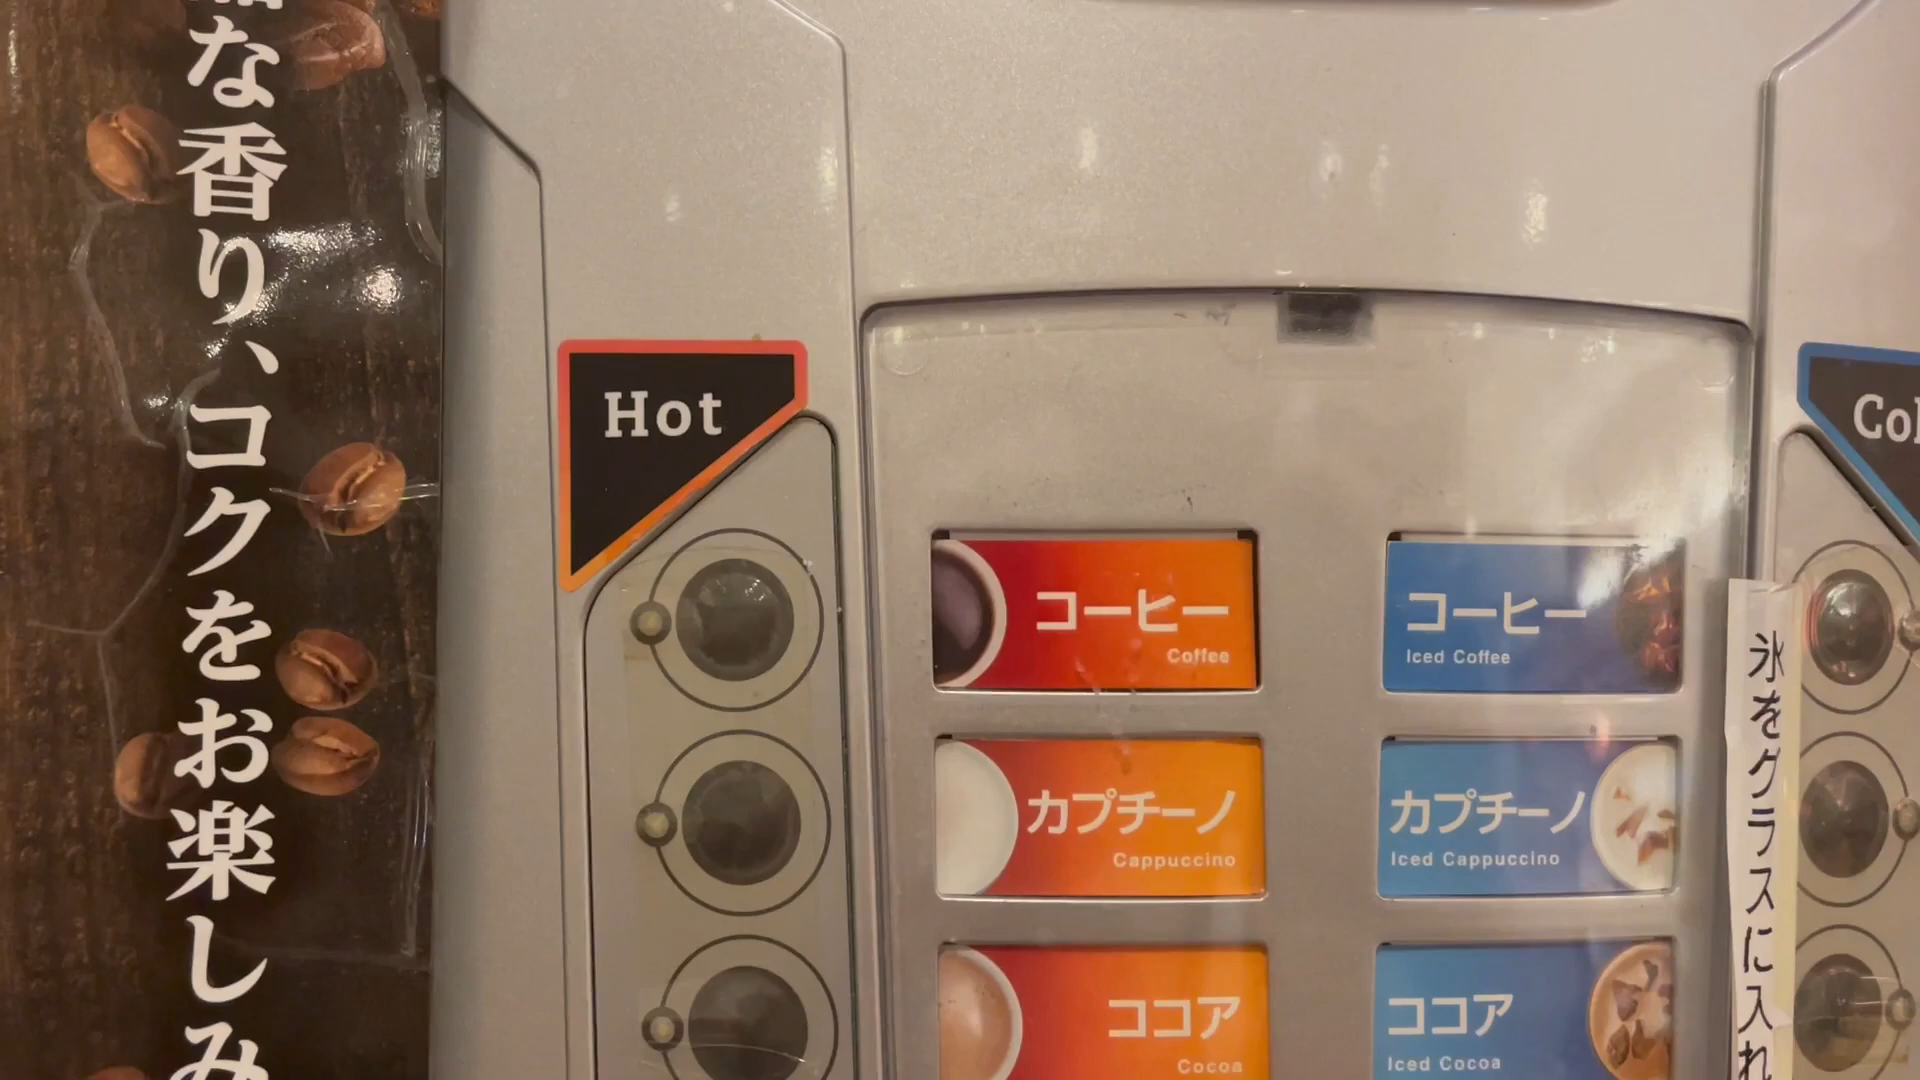 な香り、コクをお楽しみ
Hot
コーヒー
Coffee
カプチーノ
Cappuccino
ココア
Cocoa
コーヒー
Iced Coffee
カプチーノ
Iced Cappuccino
ココア
Iced Cocoa
Col
氷をグラスに入れ